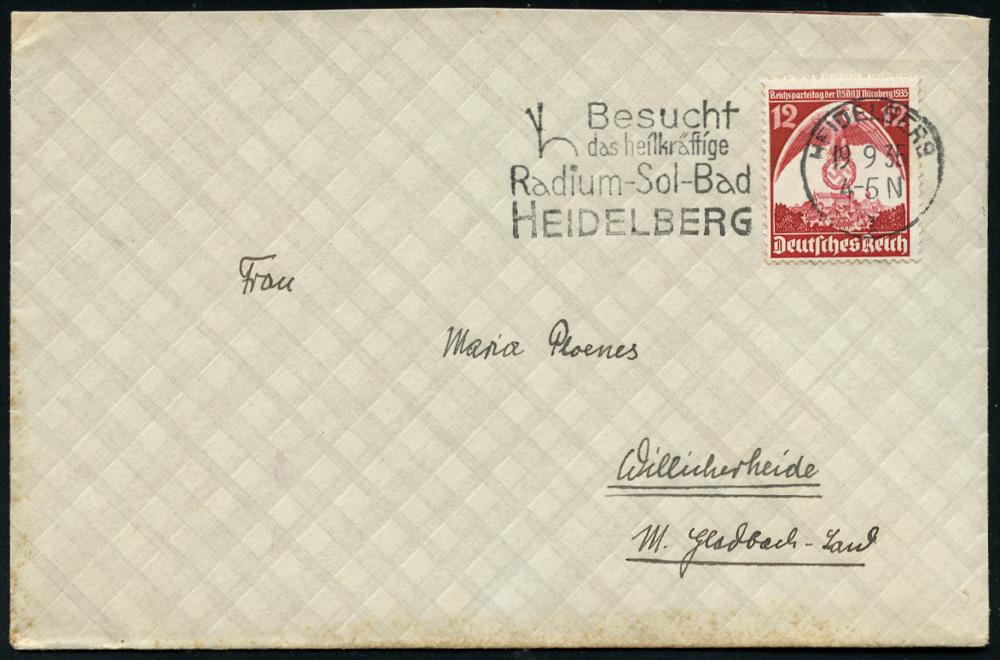 Besucht
das heilkräftige
Radium-Sol-Bad
HEIDELBERG
Reichsparteitag der NSDAP Nürnberg 1935
12 12
Deutsches Reich
HEIDELBERG
19 9 35
4-5 N
Frau
Maria Ploenes
Willicherheide
M. Gladbach-Land